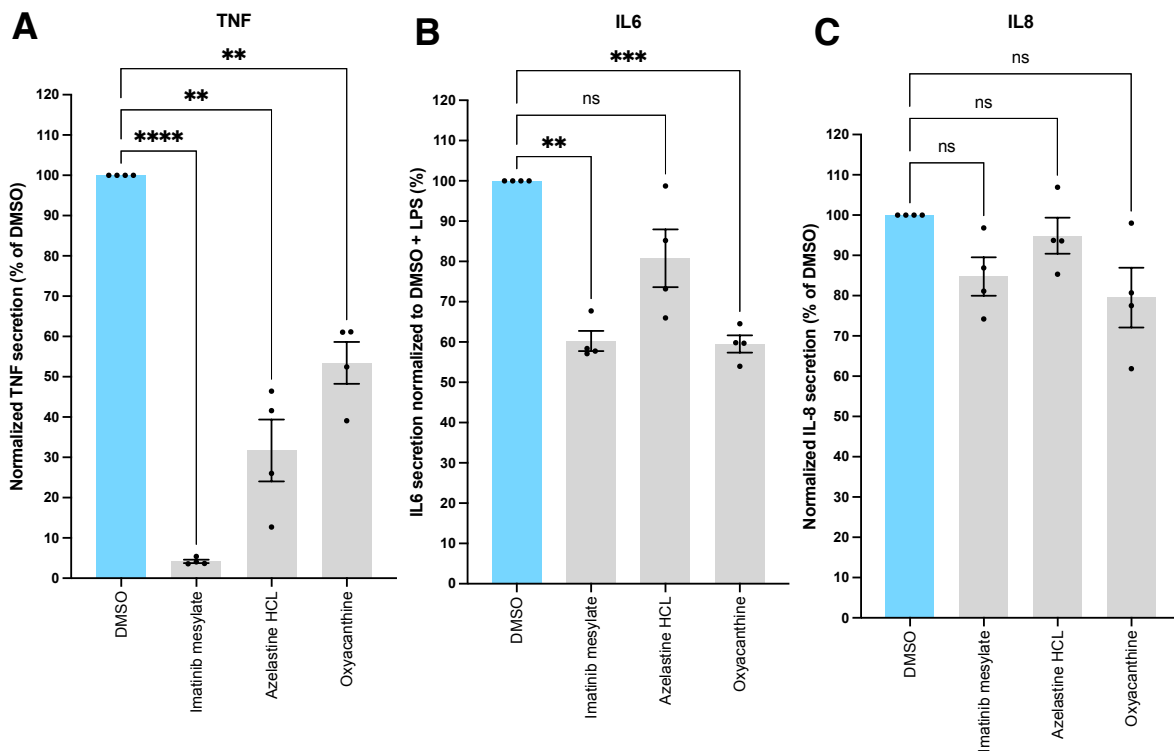 A
TNF
**
**
****
Normalized TNF secretion (% of DMSO)
120
110
100
90
80
70
60
50
40
30
20
10
0
DMSO
Imatinib mesylate
Azelastine HCL
Oxyacanthine
B
IL6
***
ns
**
IL6 secretion normalized to DMSO + LPS (%)
120
110
100
90
80
70
60
50
40
30
20
10
0
DMSO
Imatinib mesylate
Azelastine HCL
Oxyacanthine
C
IL8
ns
ns
ns
Normalized IL-8 secretion (% of DMSO)
120
110
100
90
80
70
60
50
40
30
20
10
0
DMSO
Imatinib mesylate
Azelastine HCL
Oxyacanthine